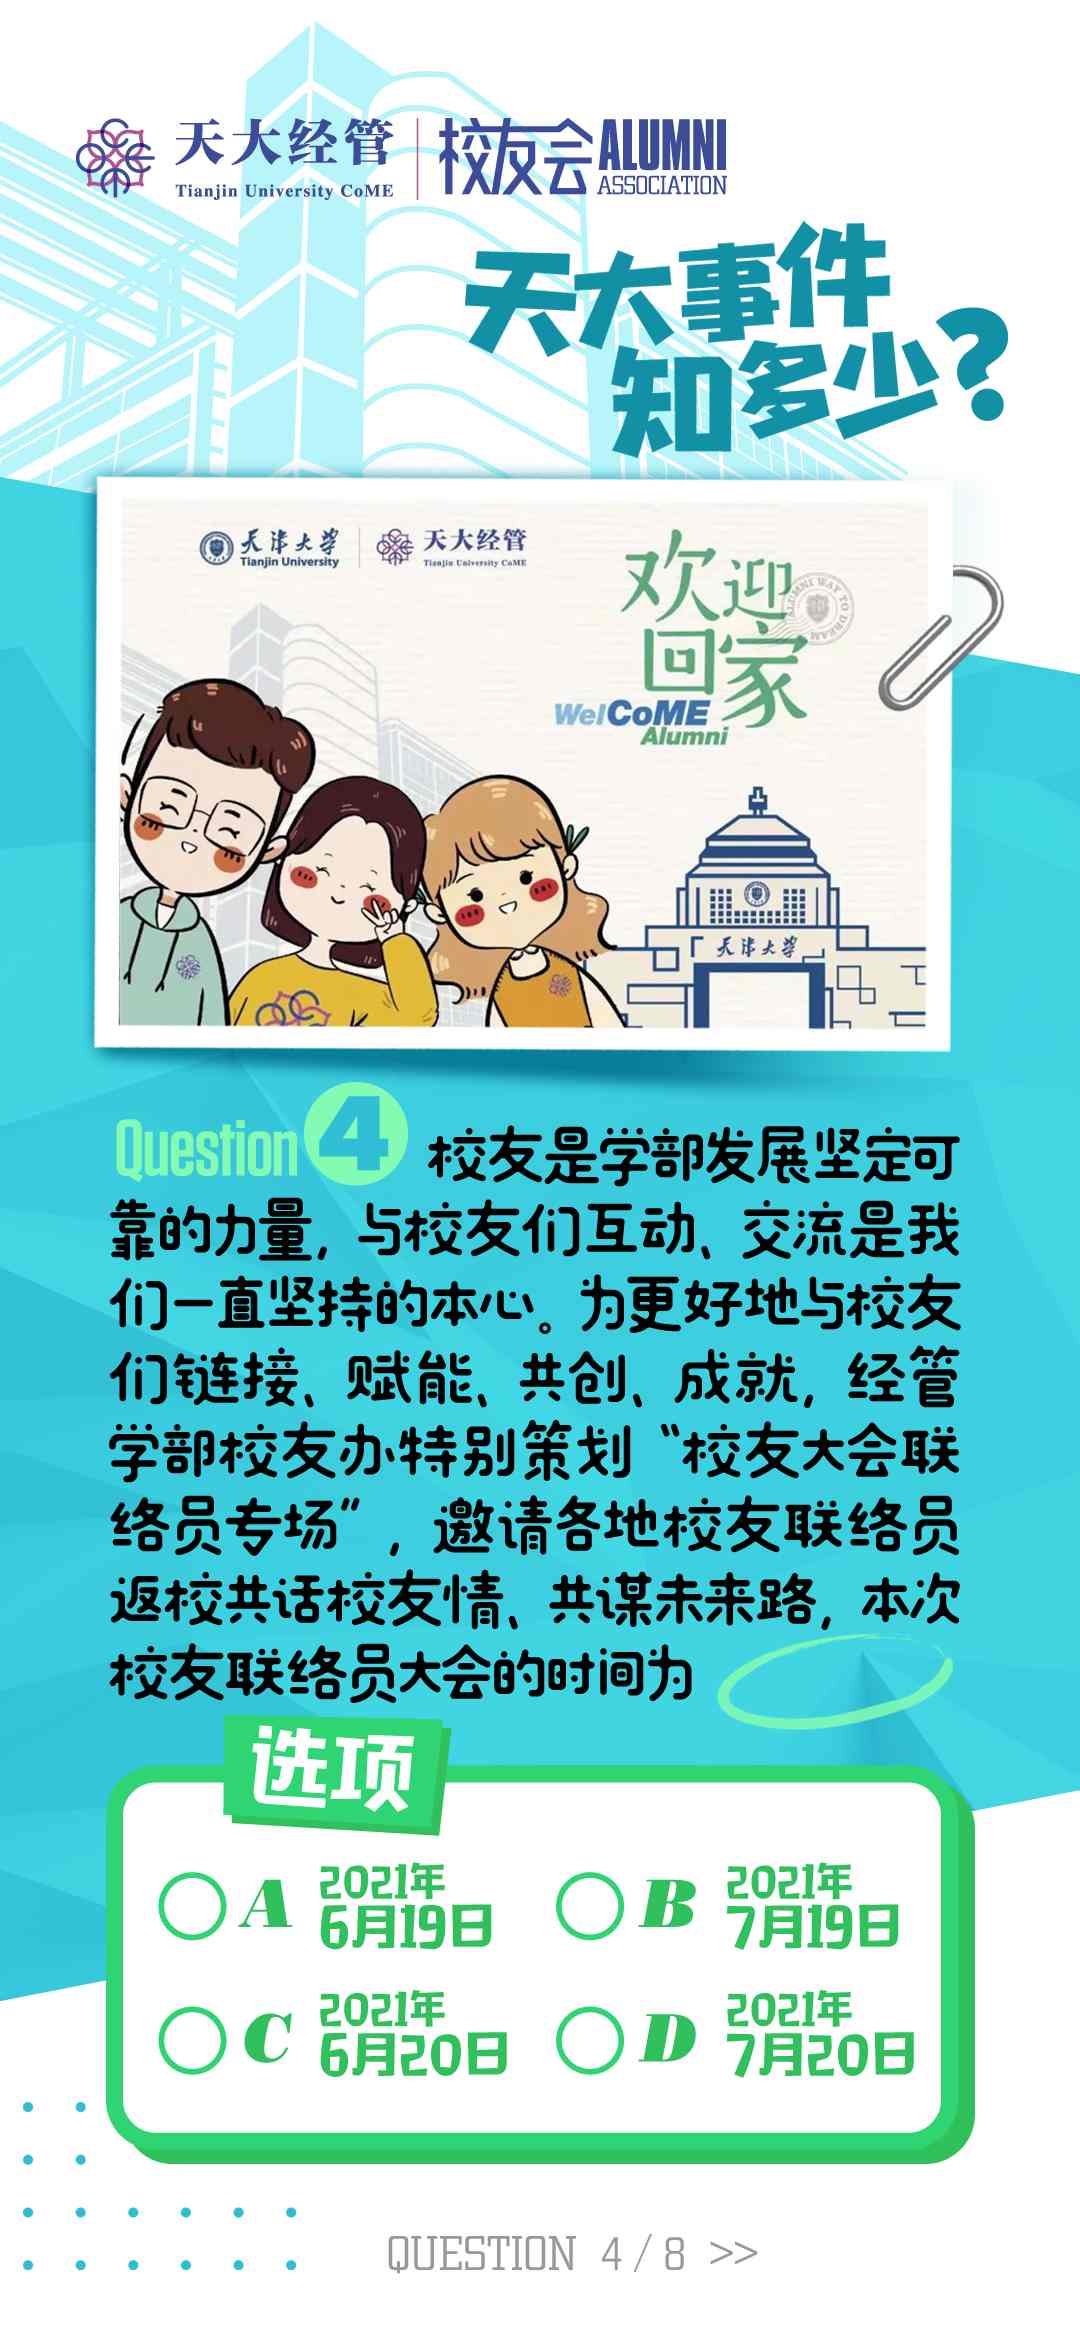 天大经管
Tianjin University CoME
校友会
ALUMNI
ASSOCIATION
天大事件
知多少?
天津大学
Tianjin University
天大经管
Tianjin University CoME
欢迎
回家
ALUMNI WAY TO DREAM
WelCoME
Alumni
天津大学
Question 4 校友是学部发展坚定可
靠的力量，与校友们互动、交流是我
们一直坚持的本心。为更好地与校友
们链接、赋能、共创、成就，经管
学部校友办特别策划“校友大会联
络员专场”，邀请各地校友联络员
返校共话校友情、共谋未来路，本次
校友联络员大会的时间为
选项
A 2021年
6月19日
B 2021年
7月19日
C 2021年
6月20日
D 2021年
7月20日
QUESTION 4 / 8 >>